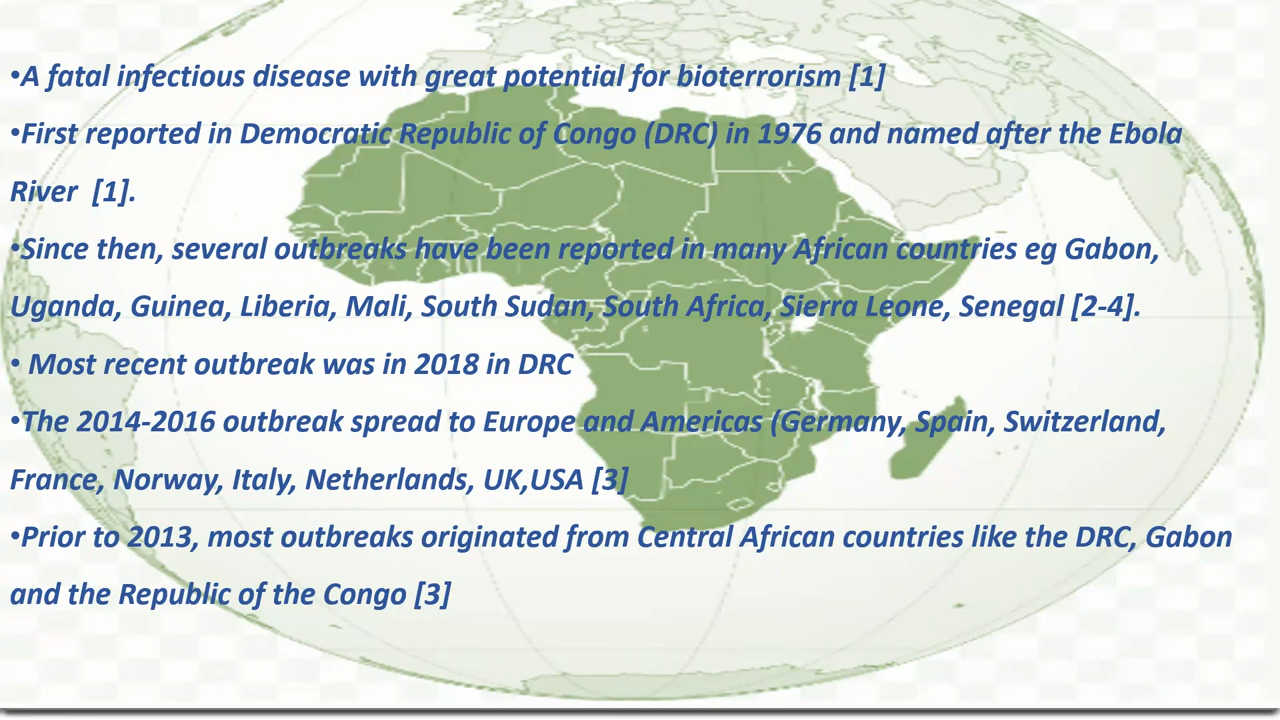 •A fatal infectious disease with great potential for bioterrorism [1]
•First reported in Democratic Republic of Congo (DRC) in 1976 and named after the Ebola
River  [1].
•Since then, several outbreaks have been reported in many African countries eg Gabon,
Uganda, Guinea, Liberia, Mali, South Sudan, South Africa, Sierra Leone, Senegal [2-4].
• Most recent outbreak was in 2018 in DRC
•The 2014-2016 outbreak spread to Europe and Americas (Germany, Spain, Switzerland,
France, Norway, Italy, Netherlands, UK,USA [3]
•Prior to 2013, most outbreaks originated from Central African countries like the DRC, Gabon
and the Republic of the Congo [3]